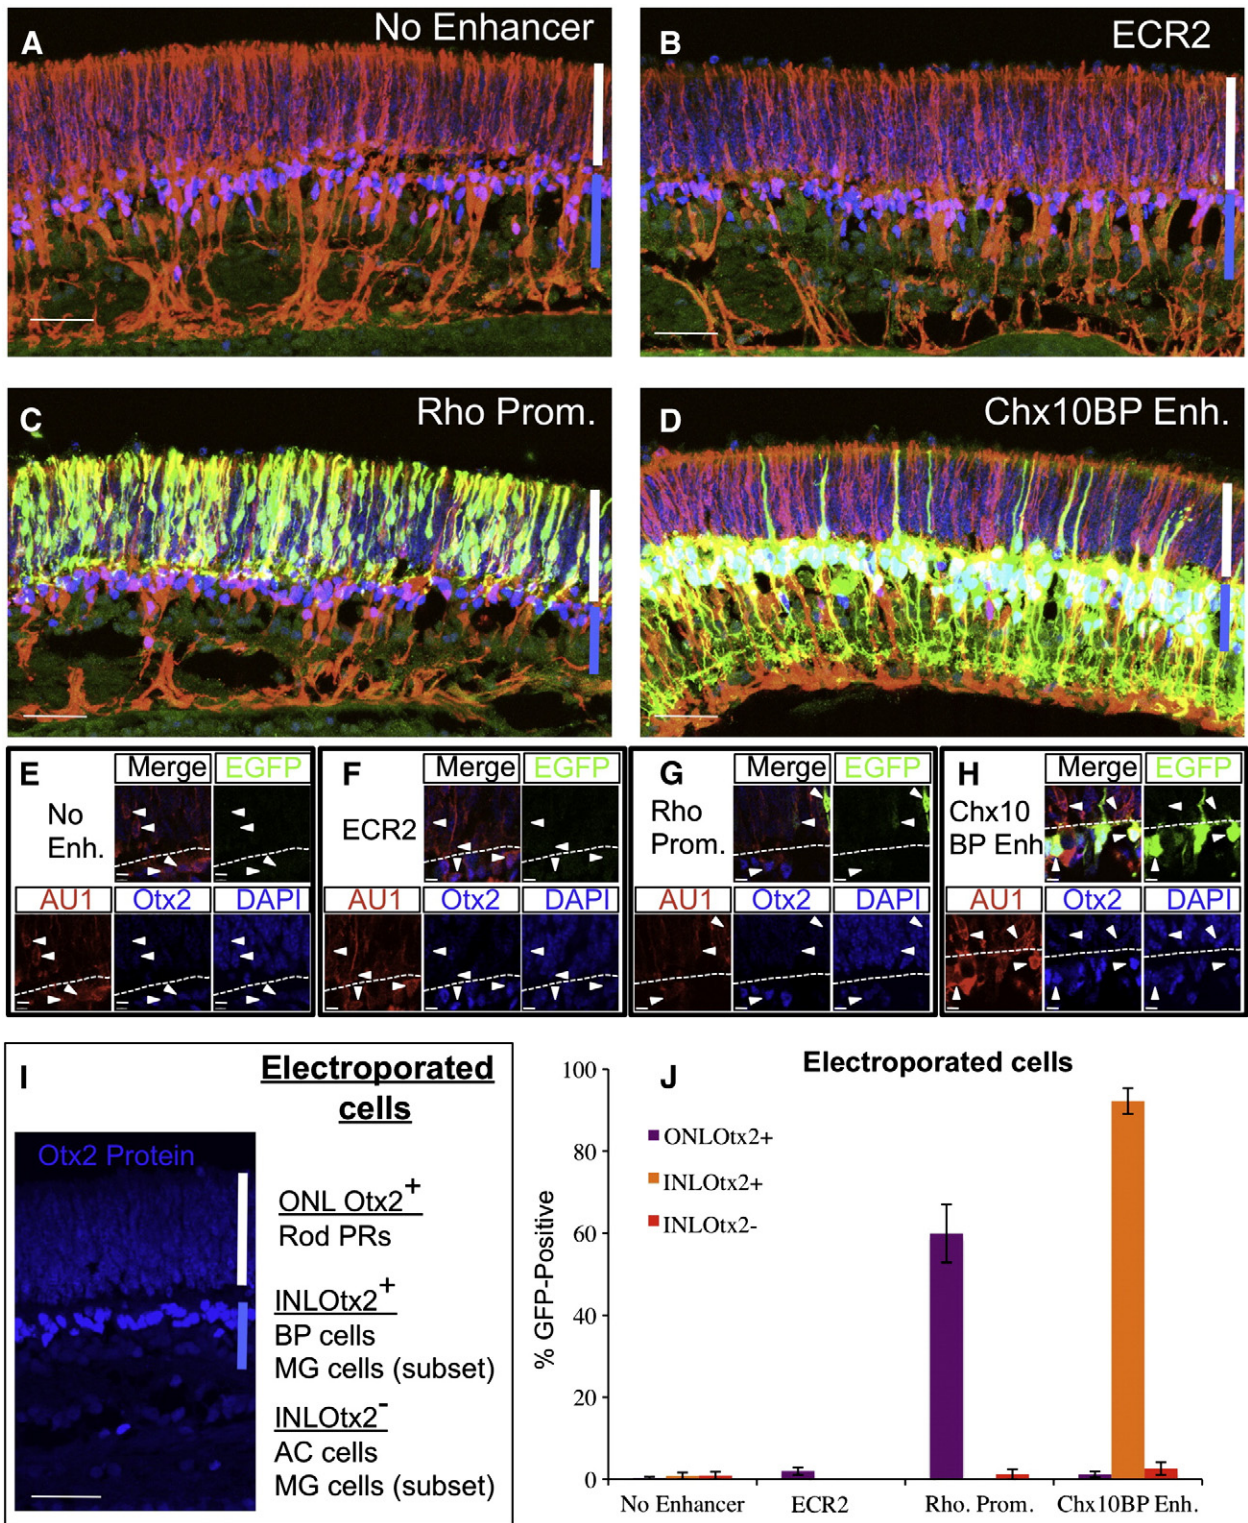 A
No Enhancer
B
ECR2
C
Rho Prom.
D
Chx10BP Enh.
E
Merge
EGFP
No
Enh.
AU1
Otx2
DAPI
F
Merge
EGFP
ECR2
AU1
Otx2
DAPI
G
Merge
EGFP
Rho
Prom.
AU1
Otx2
DAPI
H
Merge
EGFP
Chx10
BP Enh
AU1
Otx2
DAPI
I
Electroporated
cells
Otx2 Protein
ONL Otx2+
Rod PRs
INLOtx2+
BP cells
MG cells (subset)
INLOtx2-
AC cells
MG cells (subset)
J
Electroporated cells
% GFP-Positive
100
80
60
40
20
0
ONLOtx2+
INLOtx2+
INLOtx2-
No Enhancer
ECR2
Rho. Prom.
Chx10BP Enh.